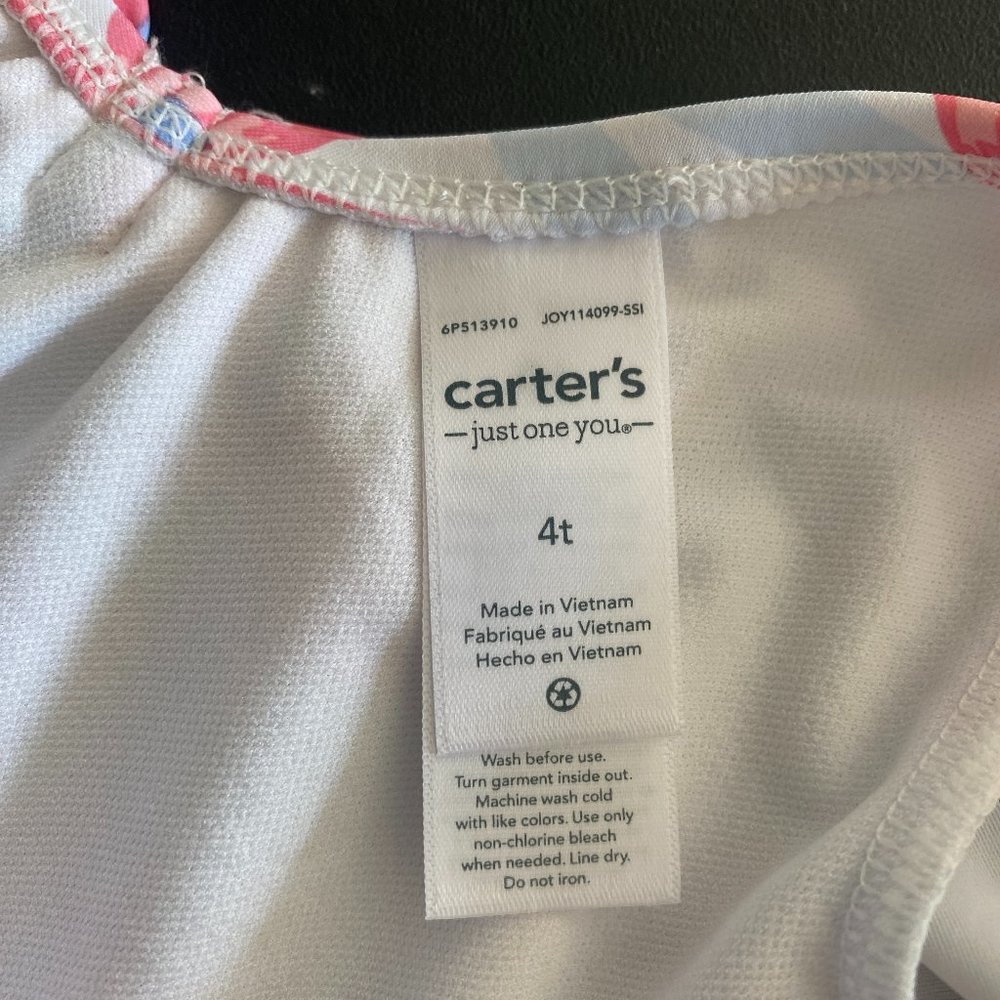 6P513910 JOY114099-SSI
carter's
—just one you®—
4t
Made in Vietnam
Fabriqué au Vietnam
Hecho en Vietnam
Wash before use.
Turn garment inside out.
Machine wash cold
with like colors. Use only
non-chlorine bleach
when needed. Line dry.
Do not iron.